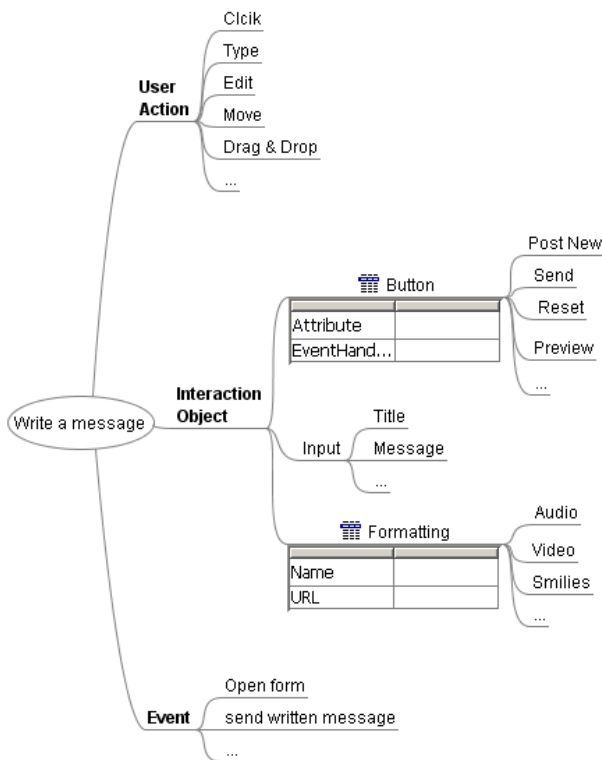 Clcik
Type
User
Action
Edit
Move
Drag & Drop
...
Write a message
Interaction
Object
Button
Attribute
EventHand...
Post New
Send
Reset
Preview
...
Input
Title
Message
...
Formatting
Name
URL
Audio
Video
Smilies
...
Event
Open form
send written message
...